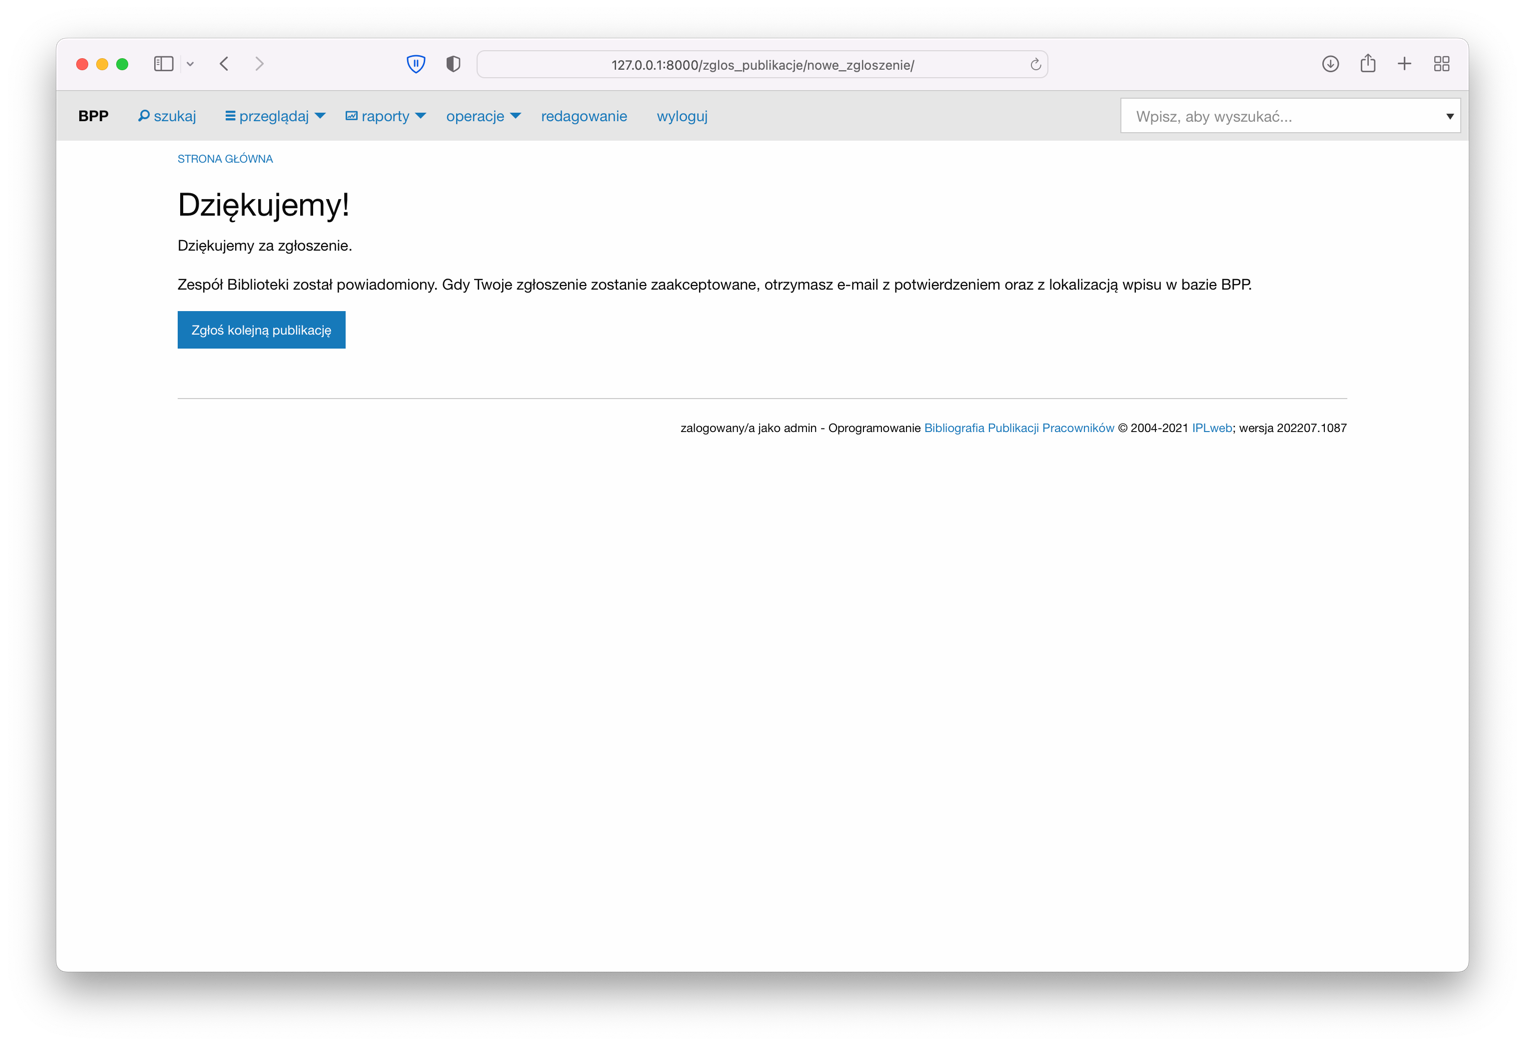 127.0.0.1:8000/zglos_publikacje/nowe_zgloszenie/
BPP szukaj przeglądaj raporty operacje redagowanie wyloguj Wpisz, aby wyszukać...
STRONA GŁÓWNA
Dziękujemy!
Dziękujemy za zgłoszenie.
Zespół Biblioteki został powiadomiony. Gdy Twoje zgłoszenie zostanie zaakceptowane, otrzymasz e-mail z potwierdzeniem oraz z lokalizacją wpisu w bazie BPP.
Zgłoś kolejną publikację
zalogowany/a jako admin - Oprogramowanie Bibliografia Publikacji Pracowników © 2004-2021 IPLweb; wersja 202207.1087